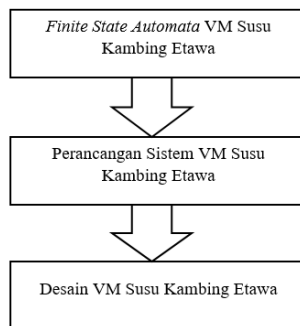 Finite State Automata VM Susu
Kambing Etawa
Perancangan Sistem VM Susu
Kambing Etawa
Desain VM Susu Kambing Etawa